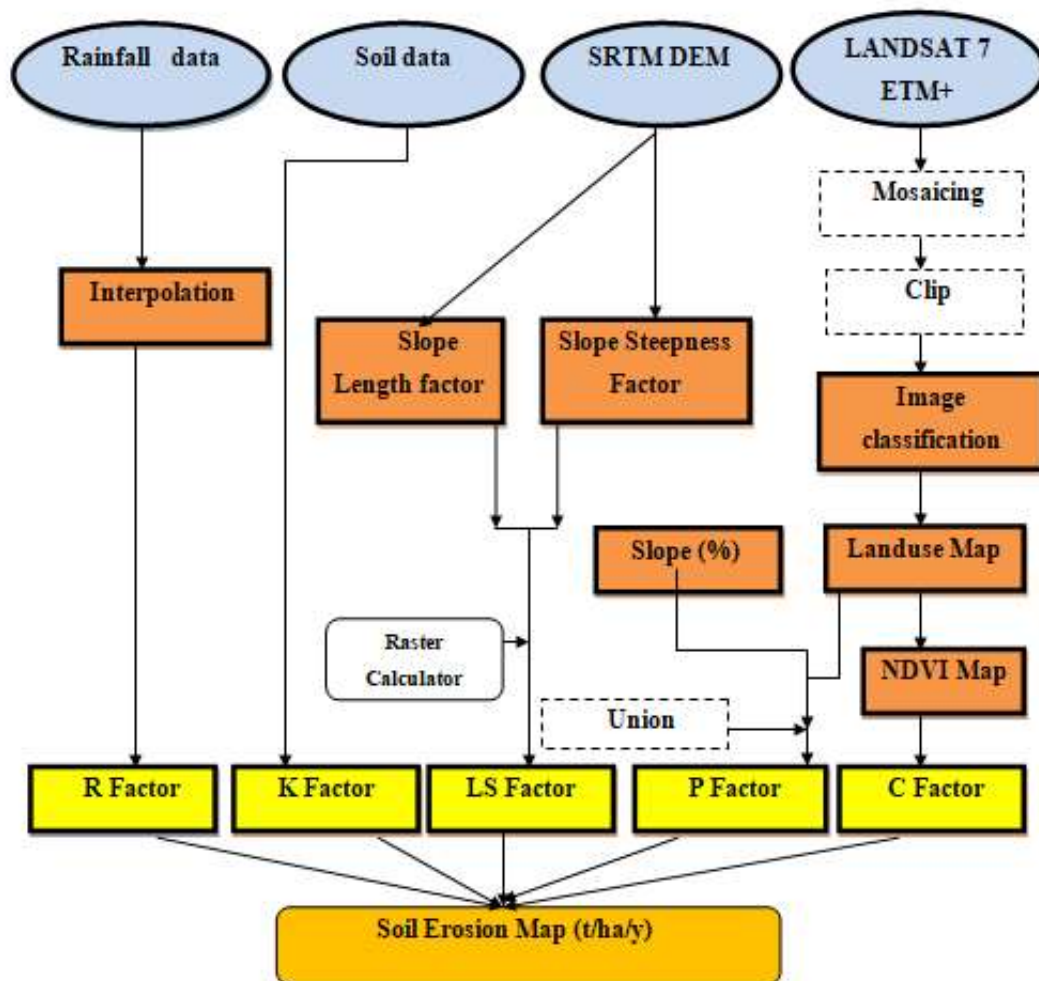 Rainfall data
Soil data
SRTM DEM
LANDSAT 7
ETM+
Mosaicing
Interpolation
Clip
Slope
Length factor
Slope Steepness
Factor
Image
classification
Slope (%)
Landuse Map
Raster
Calculator
NDVI Map
Union
R Factor
K Factor
LS Factor
P Factor
C Factor
Soil Erosion Map (t/ha/y)